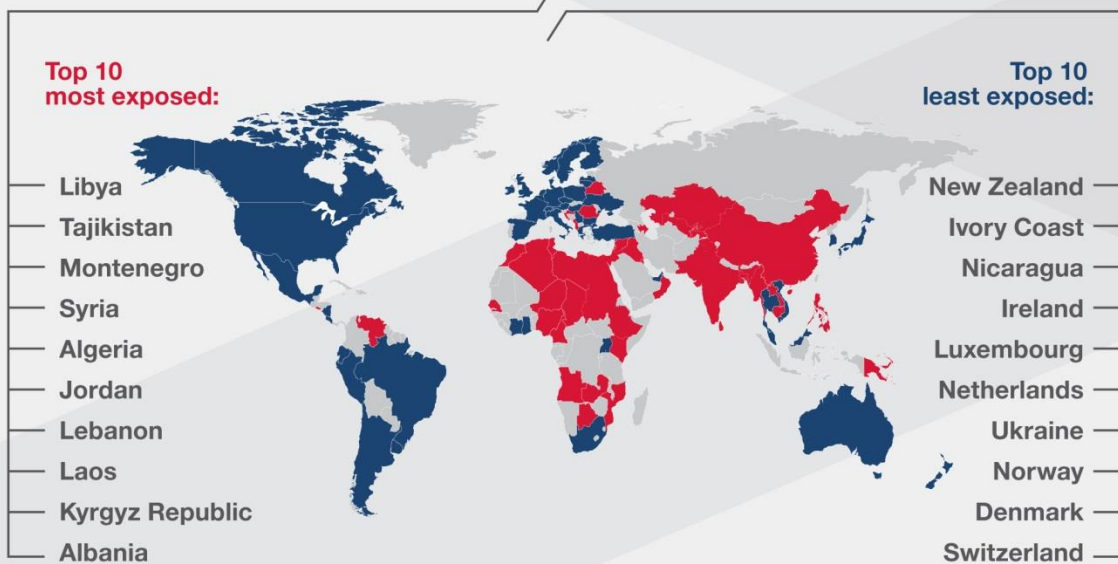 Top 10
most exposed:
Libya
Tajikistan
Montenegro
Syria
Algeria
Jordan
Lebanon
Laos
Kyrgyz Republic
Albania
Top 10
least exposed:
New Zealand
Ivory Coast
Nicaragua
Ireland
Luxembourg
Netherlands
Ukraine
Norway
Denmark
Switzerland